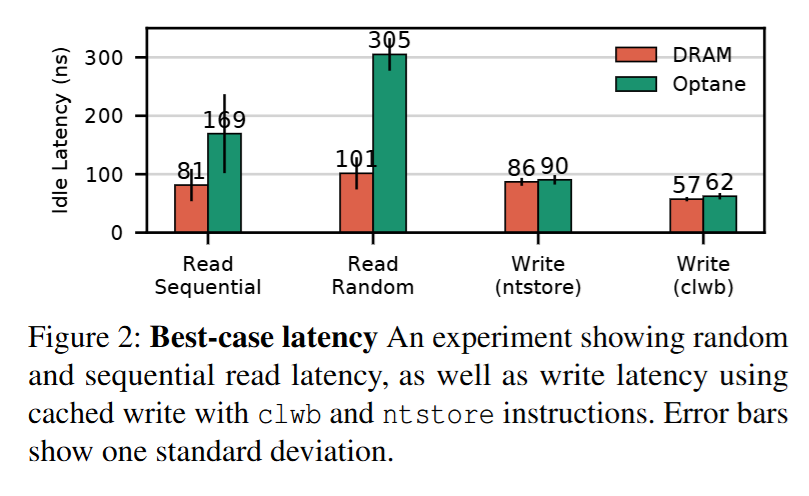 305
300
DRAM
Optane
Idle Latency (ns)
200
169
101
100
81
86 90
57 62
0
Read Sequential
Read Random
Write (ntstore)
Write (clwb)
Figure 2: Best-case latency An experiment showing random
and sequential read latency, as well as write latency using
cached write with clwb and ntstore instructions. Error bars
show one standard deviation.